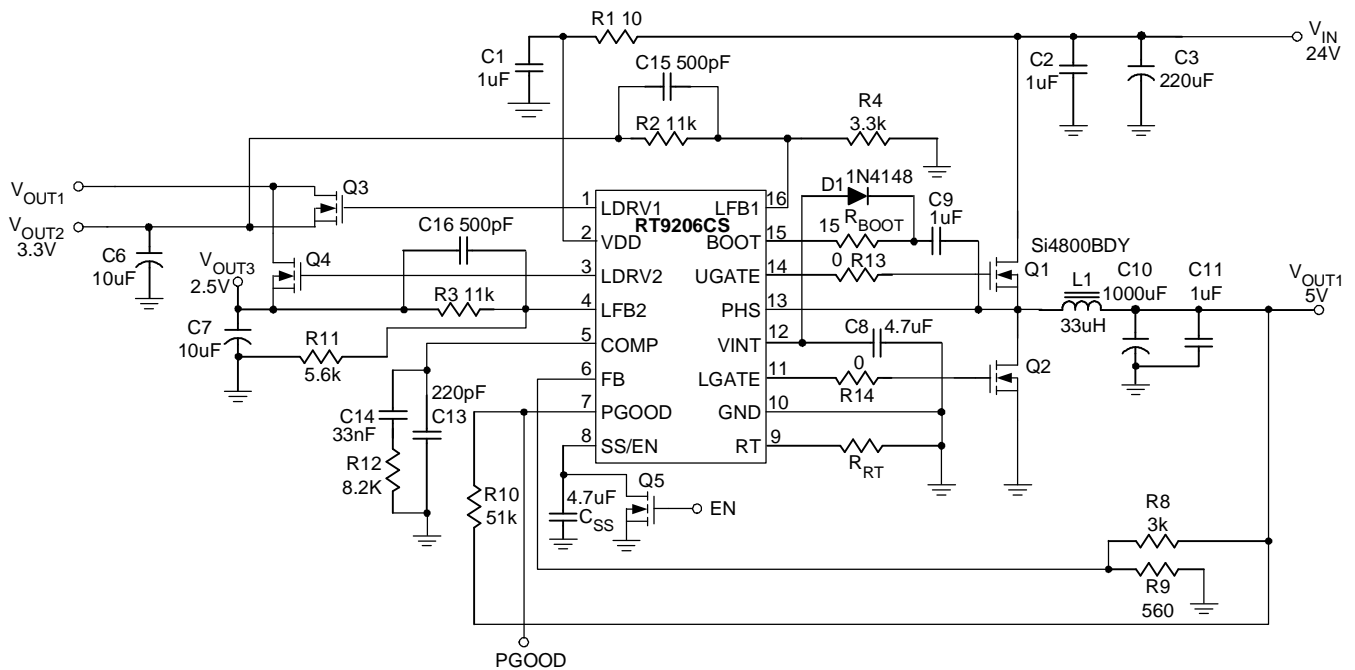 R1 10
V_IN
24V
C1
1uF
C2
1uF
C3
220uF
C15 500pF
R2 11k
R4
3.3k
V_OUT1
Q3
V_OUT2
3.3V
C6
10uF
V_OUT3
2.5V
Q4
C16 500pF
R3 11k
C7
10uF
R11
5.6k
RT9206CS
1 LDRV1
2 VDD
3 LDRV2
4 LFB2
5 COMP
6 FB
7 PGOOD
8 SS/EN
16 LFB1
15 BOOT
14 UGATE
13 PHS
12 VINT
11 LGATE
10 GND
9 RT
D1 1N4148
15 R_BOOT
C9
1uF
0 R13
Si4800BDY
Q1
L1
33uH
C10
1000uF
C11
1uF
V_OUT1
5V
C8 4.7uF
0
R14
Q2
R_RT
220pF
C14
33nF
C13
R12
8.2K
R10
51k
4.7uF
C_SS
Q5
EN
R8
3k
R9
560
PGOOD